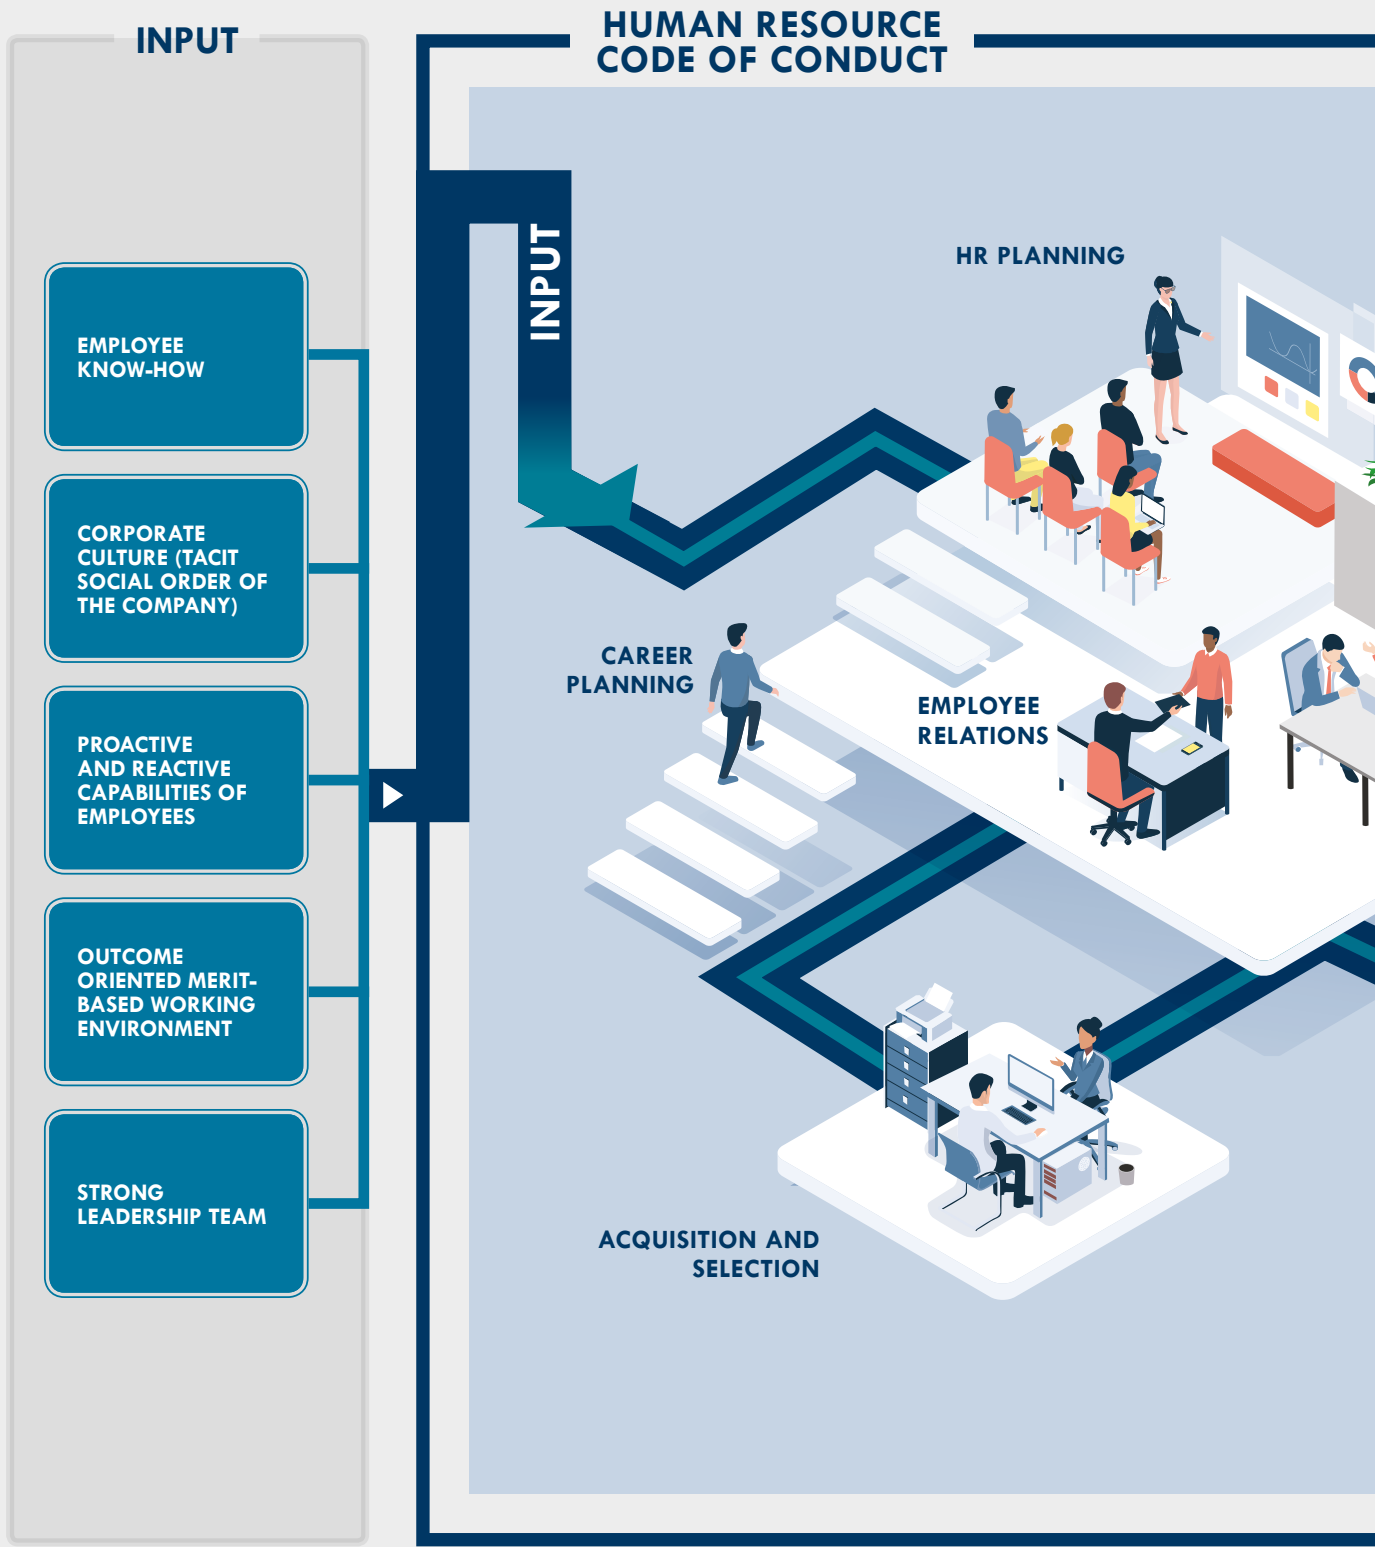 INPUT
EMPLOYEE
KNOW-HOW
CORPORATE
CULTURE (TACIT
SOCIAL ORDER OF
THE COMPANY)
PROACTIVE
AND REACTIVE
CAPABILITIES OF
EMPLOYEES
OUTCOME
ORIENTED MERIT-
BASED WORKING
ENVIRONMENT
STRONG
LEADERSHIP TEAM
HUMAN RESOURCE
CODE OF CONDUCT
INPUT
HR PLANNING
CAREER
PLANNING
EMPLOYEE
RELATIONS
ACQUISITION AND
SELECTION